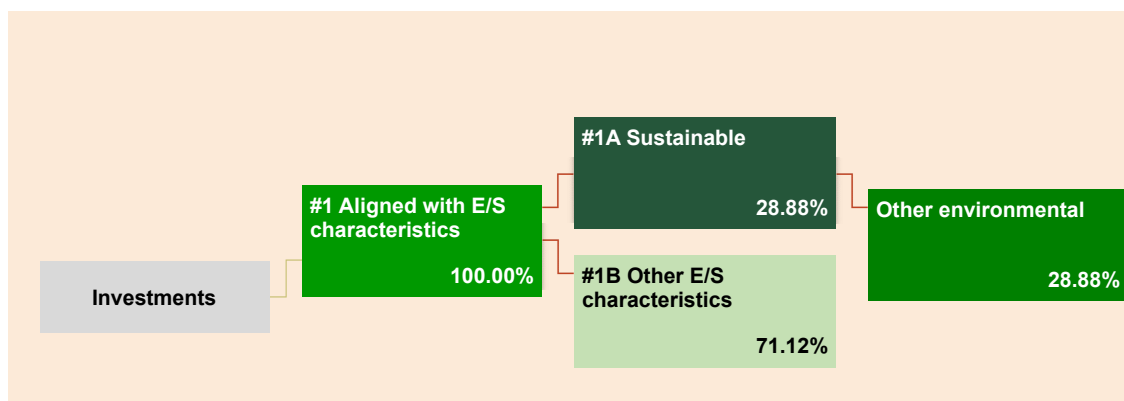 Investments
#1 Aligned with E/S
characteristics
100.00%
#1A Sustainable
28.88%
#1B Other E/S
characteristics
71.12%
Other environmental
28.88%